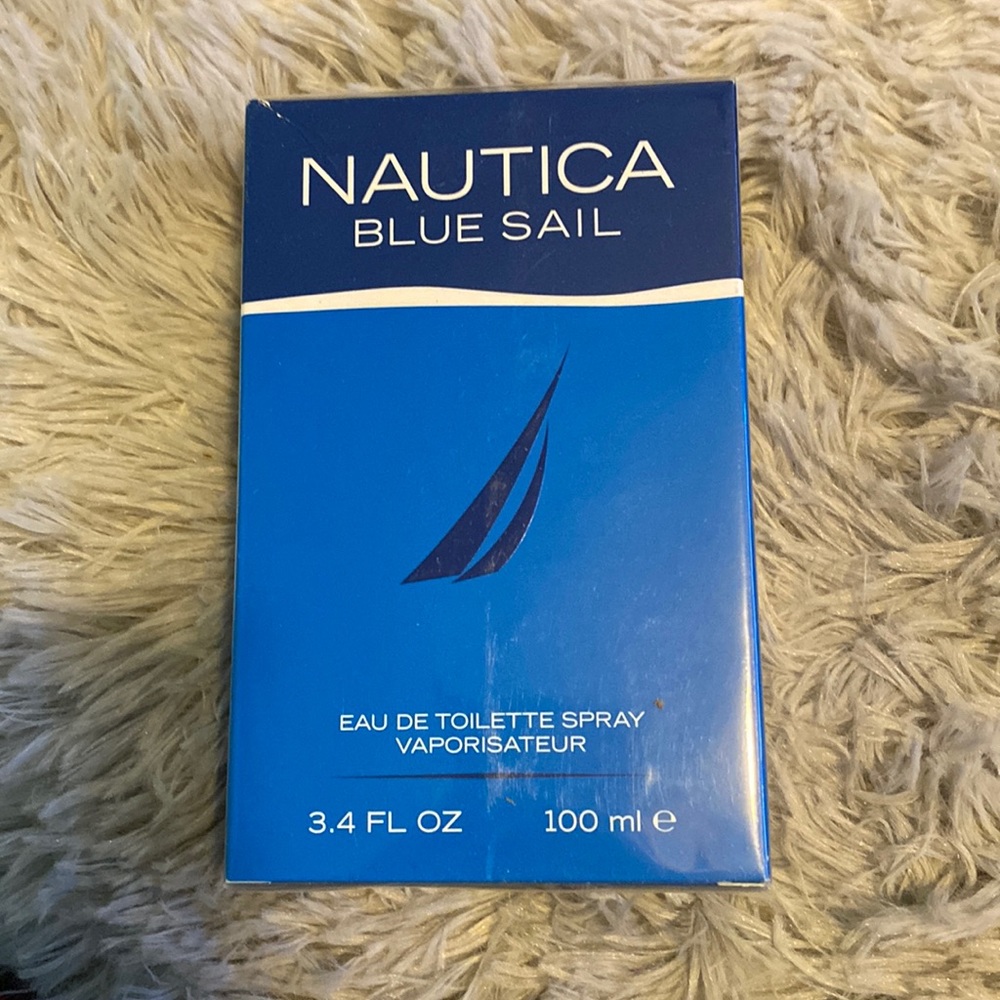 NAUTICA
BLUE SAIL
EAU DE TOILETTE SPRAY
VAPORISATEUR
3.4 FL OZ 100 ml ℮